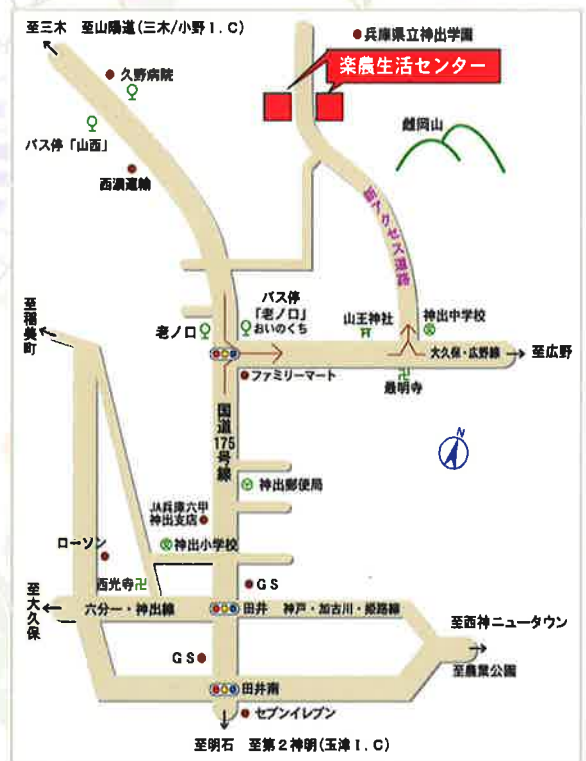 至三木 至山陽道(三木/小野I.C)
兵庫県立神出学園
楽農生活センター
久野病院
バス停「山西」
西濃運輸
雌岡山
新アクセス道路
至稲美町
バス停
「老ノ口」
おいのくち
老ノ口
山王神社
神出中学校
大久保・広野線
至広野
ファミリーマート
最明寺
国道175号線
N
神出郵便局
JA兵庫六甲
神出支店
神出小学校
ローソン
西光寺
GS
至大久保
六分一・神出線
田井
神戸・加古川・姫路線
至西神ニュータウン
至農業公園
GS
田井南
セブンイレブン
至明石 至第2神明(玉津I.C)